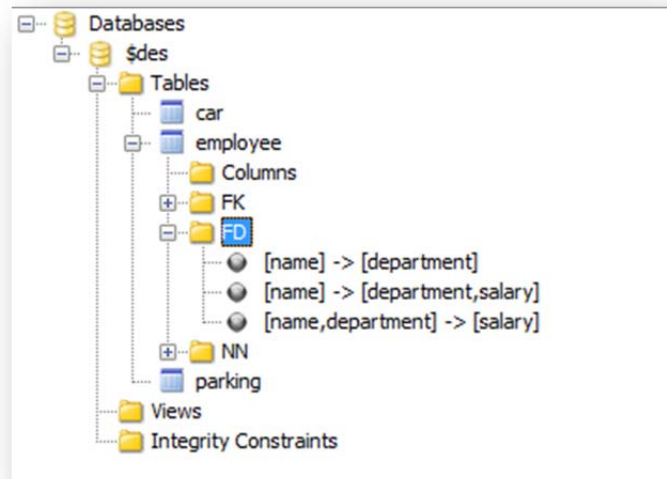 Databases
$des
Tables
car
employee
Columns
FK
FD
[name] -> [department]
[name] -> [department,salary]
[name,department] -> [salary]
NN
parking
Views
Integrity Constraints